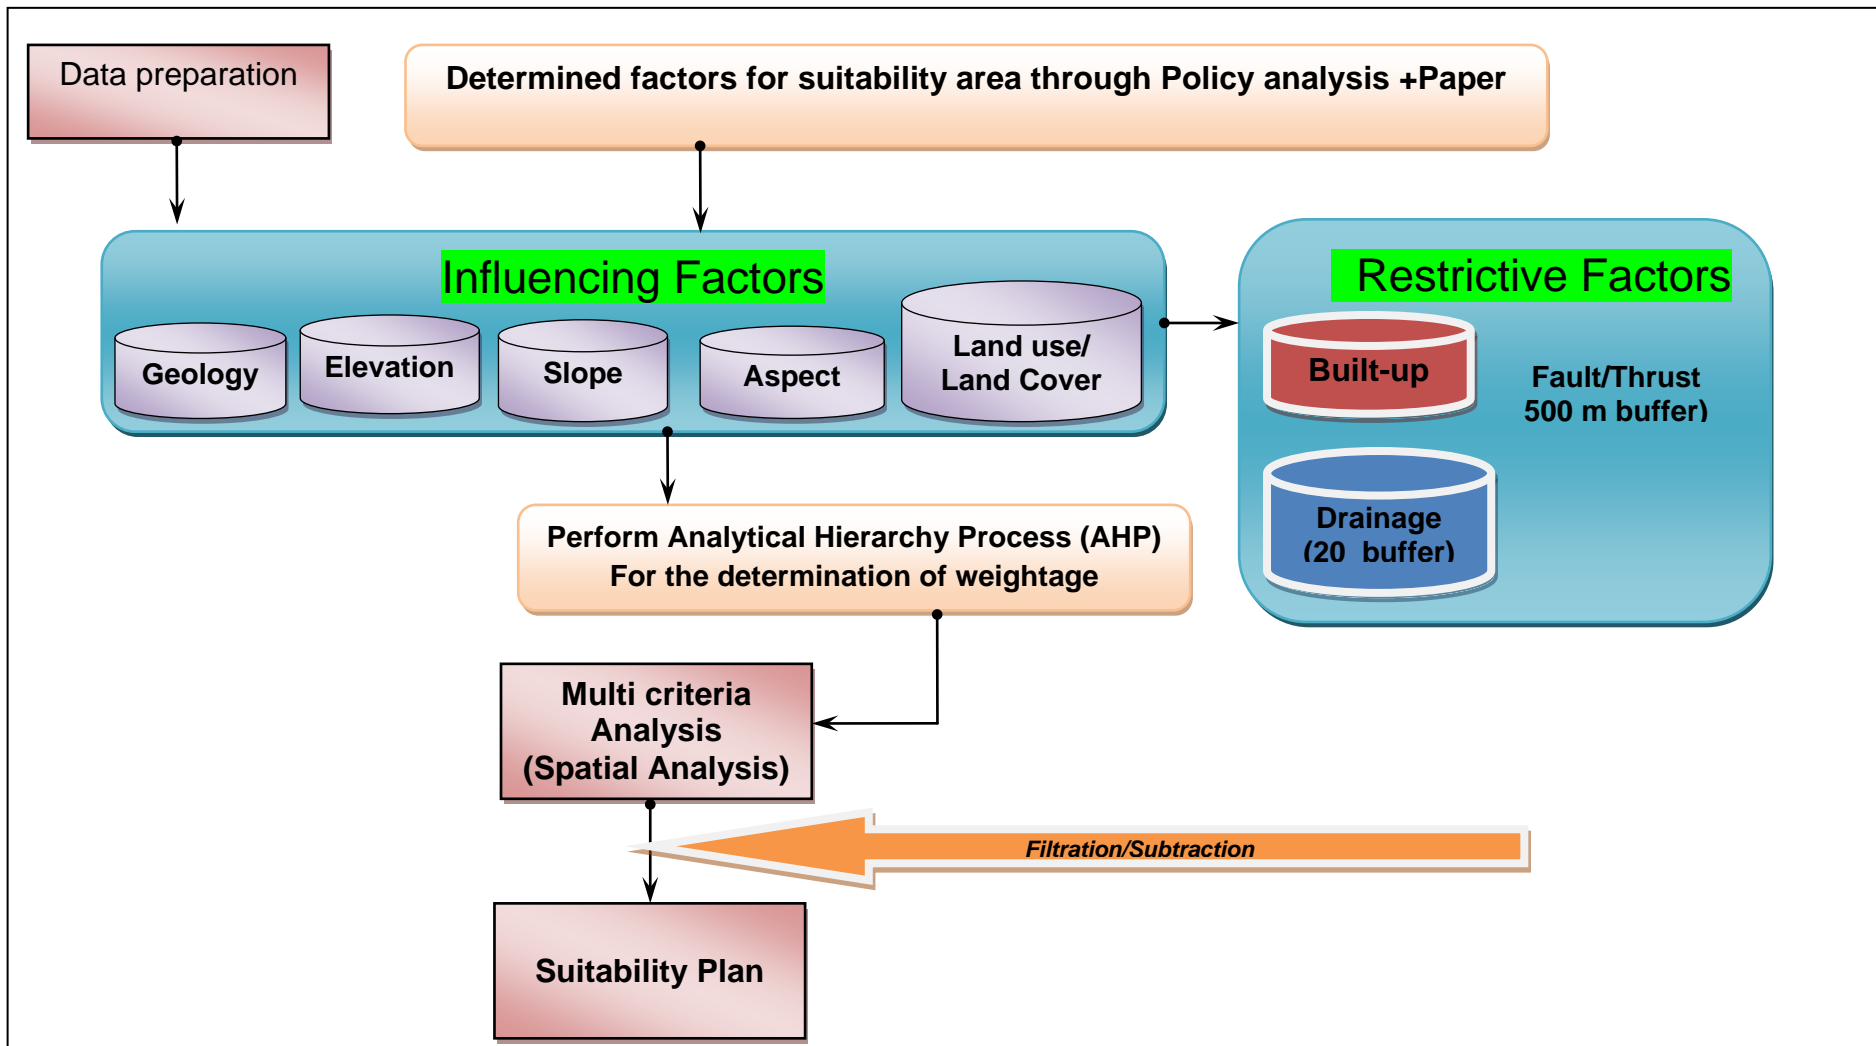 Data preparation
Determined factors for suitability area through Policy analysis +Paper
Influencing Factors
Geology
Elevation
Slope
Aspect
Land use/
Land Cover
Restrictive Factors
Built-up
Fault/Thrust
500 m buffer)
Drainage
(20 buffer)
Perform Analytical Hierarchy Process (AHP)
For the determination of weightage
Multi criteria
Analysis
(Spatial Analysis)
Filtration/Subtraction
Suitability Plan